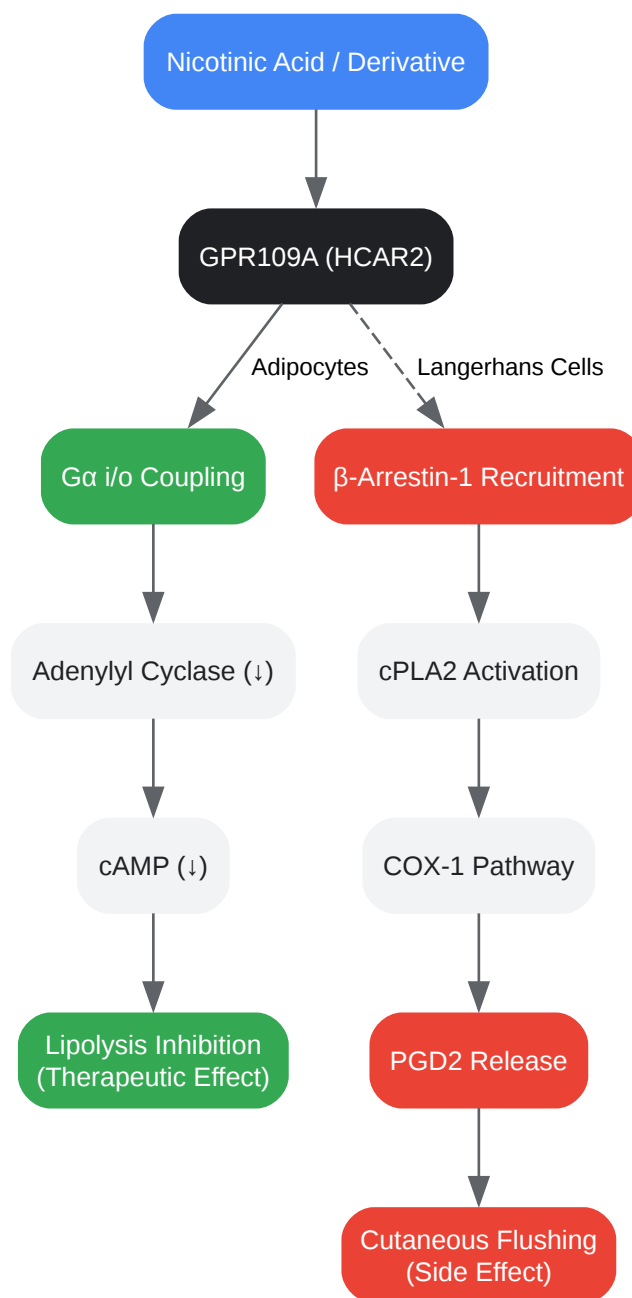 Nicotinic Acid / Derivative
GPR109A (HCAR2)
Adipocytes
Langerhans Cells
Gα i/o Coupling
β-Arrestin-1 Recruitment
Adenylyl Cyclase (↓)
cPLA2 Activation
cAMP (↓)
COX-1 Pathway
Lipolysis Inhibition
(Therapeutic Effect)
PGD2 Release
Cutaneous Flushing
(Side Effect)